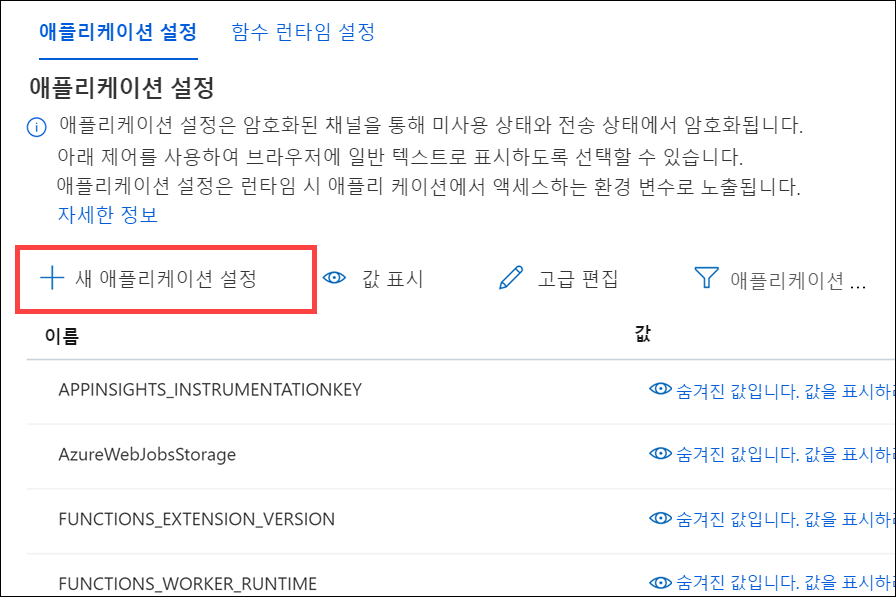 애플리케이션 설정 함수 런타임 설정
애플리케이션 설정
애플리케이션 설정은 암호화된 채널을 통해 미사용 상태와 전송 상태에서 암호화됩니다.
아래 제어를 사용하여 브라우저에 일반 텍스트로 표시하도록 선택할 수 있습니다.
애플리케이션 설정은 런타임 시 애플리 케이션에서 액세스하는 환경 변수로 노출됩니다.
자세한 정보
새 애플리케이션 설정 값 표시 고급 편집 애플리케이션 ...
이름 값
APPINSIGHTS_INSTRUMENTATIONKEY 숨겨진 값입니다. 값을 표시하
AzureWebJobsStorage 숨겨진 값입니다. 값을 표시하
FUNCTIONS_EXTENSION_VERSION 숨겨진 값입니다. 값을 표시하
FUNCTIONS_WORKER_RUNTIME 숨겨진 값입니다. 값을 표시하